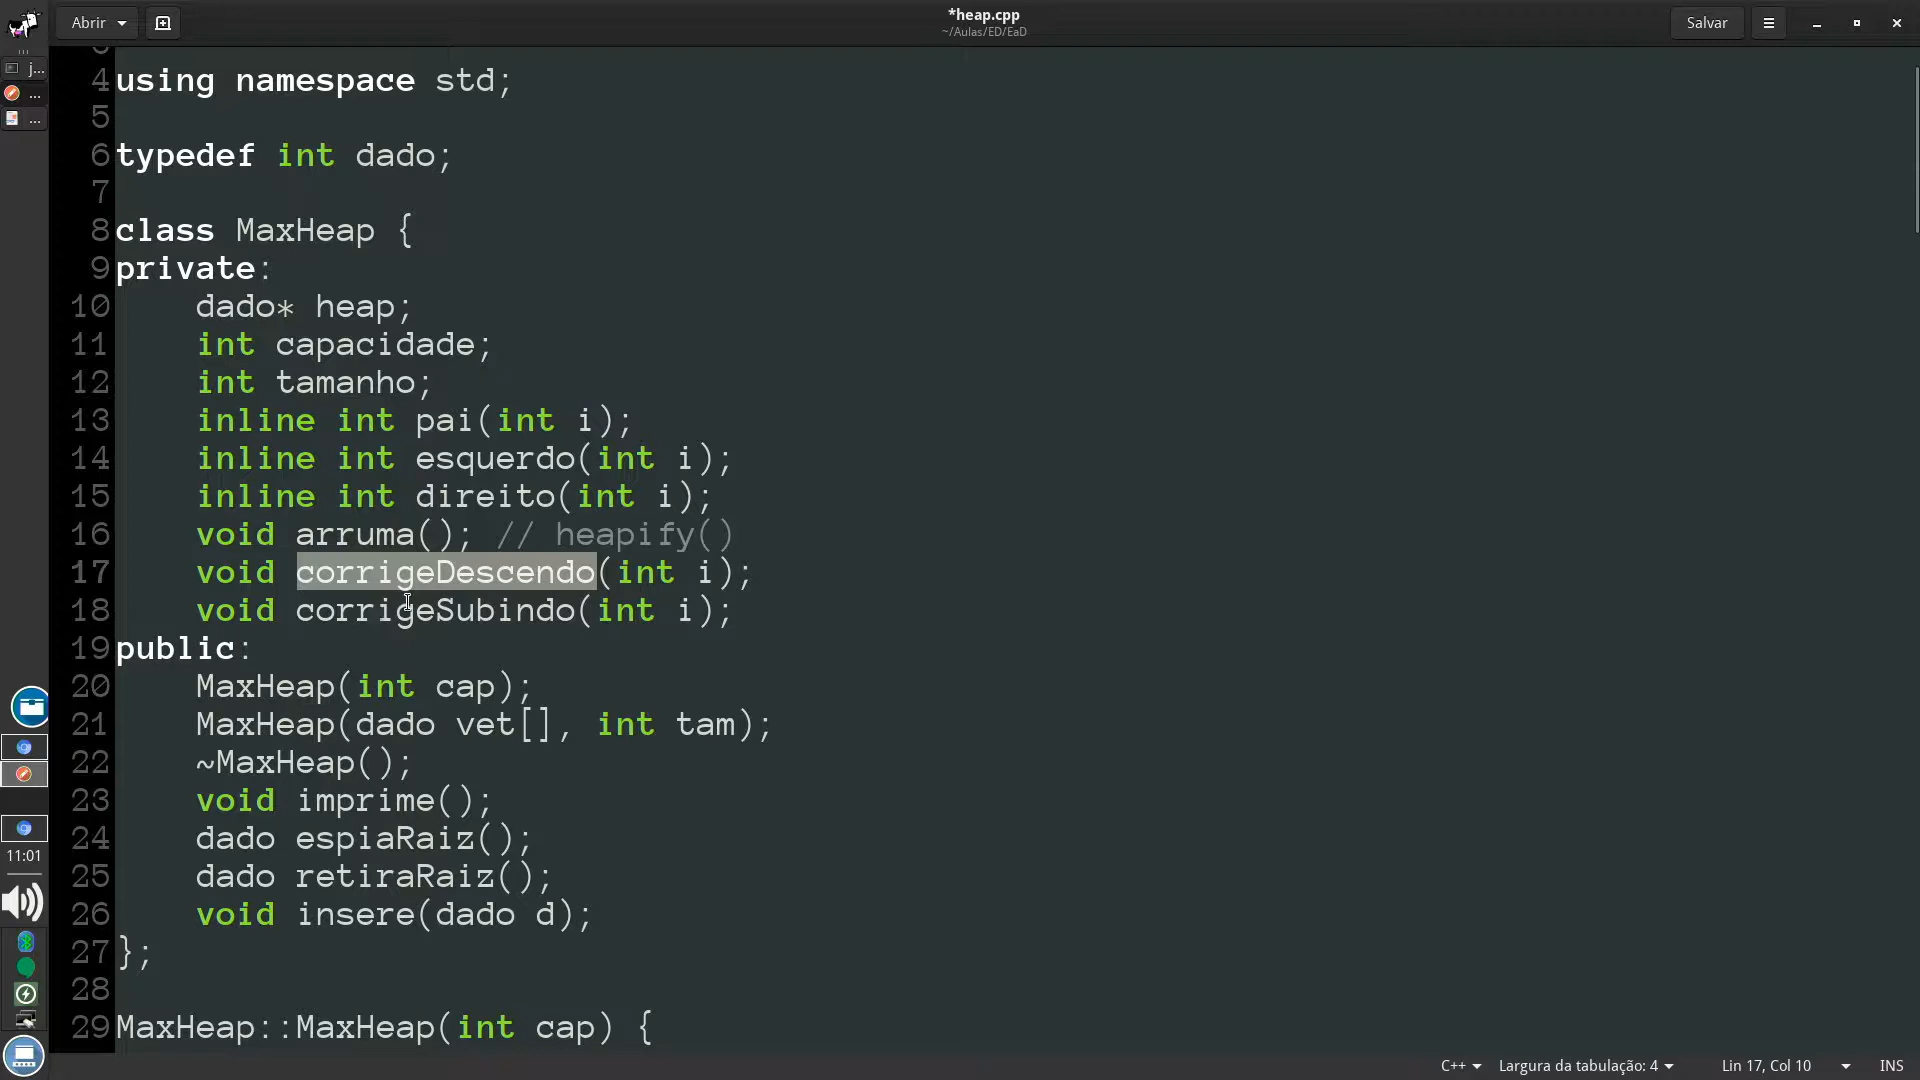 Abrir
*heap.cpp
~/Aulas/ED/EaD
Salvar
j...
...
...
4 using namespace std;
5
6 typedef int dado;
7
8 class MaxHeap {
9 private:
10     dado* heap;
11     int capacidade;
12     int tamanho;
13     inline int pai(int i);
14     inline int esquerdo(int i);
15     inline int direito(int i);
16     void arruma(); // heapify()
17     void corrigeDescendo(int i);
18     void corrigeSubindo(int i);
19 public:
20     MaxHeap(int cap);
21     MaxHeap(dado vet[], int tam);
22     ~MaxHeap();
23     void imprime();
24     dado espiaRaiz();
25     dado retiraRaiz();
26     void insere(dado d);
27 };
28
29 MaxHeap::MaxHeap(int cap) {
11:01
C++ Largura da tabulação: 4 Lin 17, Col 10 INS